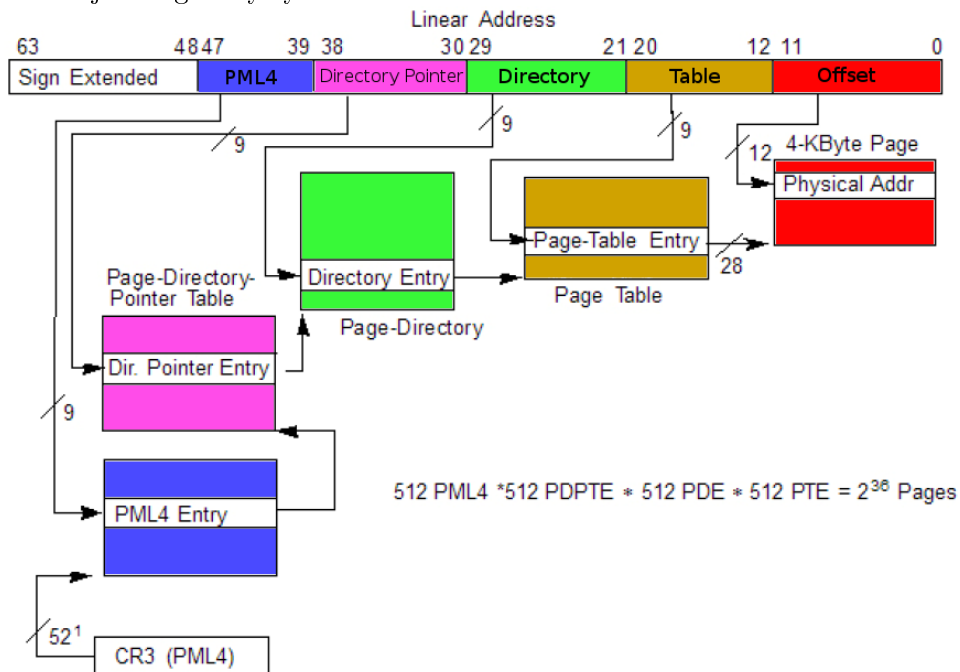 Linear Address
63 48 47 39 38 30 29 21 20 12 11 0
Sign Extended PML4 Directory Pointer Directory Table Offset
9 9 9 12
4-KByte Page
Physical Addr
Page-Table Entry
28
Page Table
Directory Entry
Page-Directory
Page-Directory-
Pointer Table
Dir. Pointer Entry
9
512 PML4 *512 PDPTE * 512 PDE * 512 PTE = 2³⁶ Pages
PML4 Entry
52¹
CR3 (PML4)